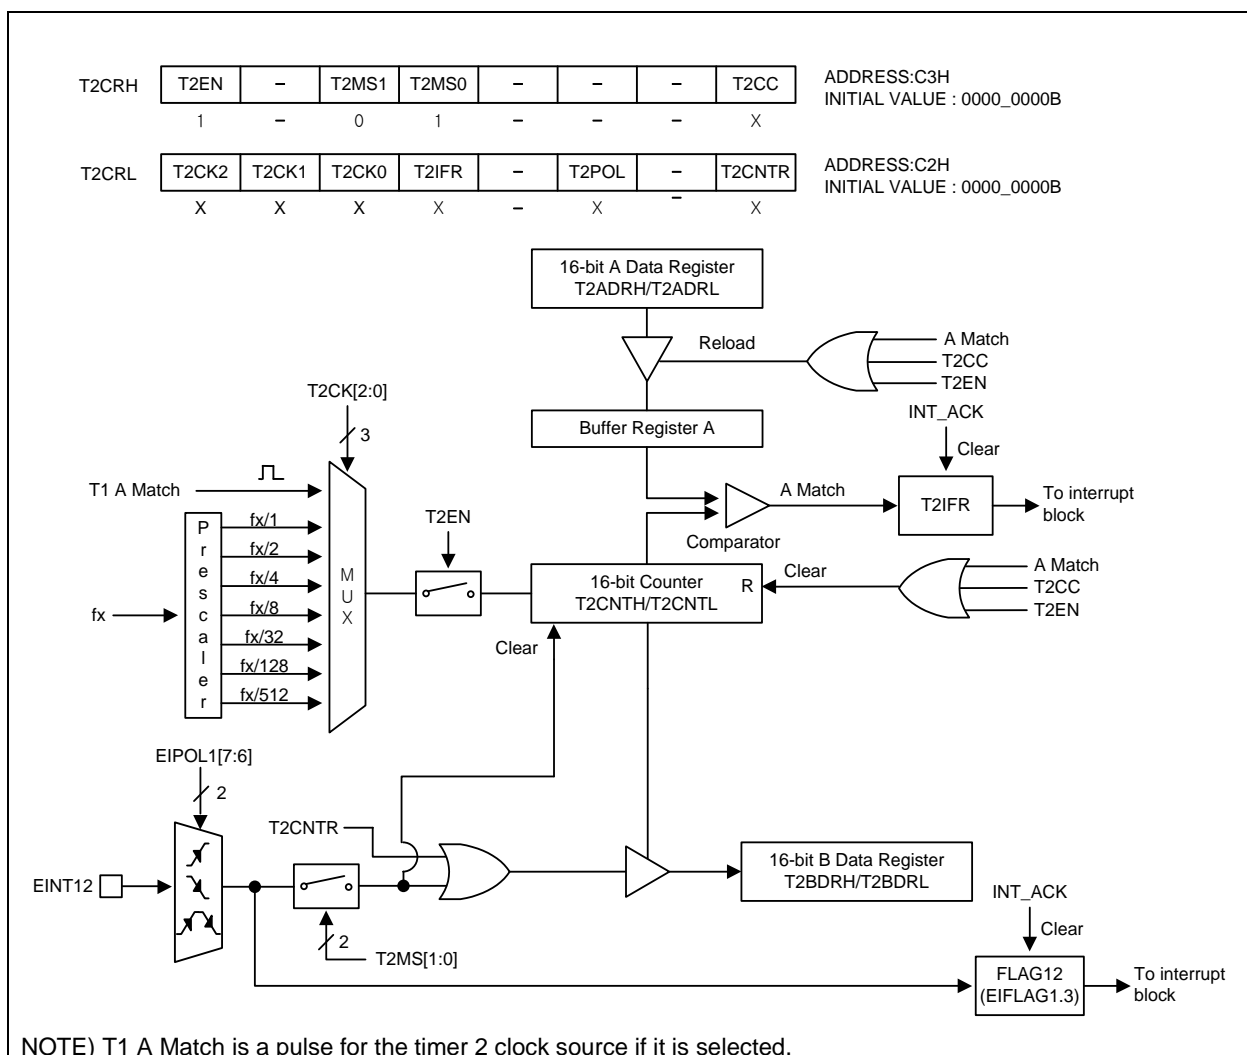 T2CRH T2EN – T2MS1 T2MS0 – – – T2CC ADDRESS:C3H
INITIAL VALUE : 0000_0000B
1 – 0 1 – – – X
T2CRL T2CK2 T2CK1 T2CK0 T2IFR – T2POL – T2CNTR ADDRESS:C2H
INITIAL VALUE : 0000_0000B
X X X X – X – X
16-bit A Data Register
T2ADRH/T2ADRL
Reload
A Match
T2CC
T2EN
T2CK[2:0]
3
Buffer Register A
INT_ACK
Clear
T1 A Match
A Match
T2IFR
To interrupt
block
Comparator
Prescaler
fx/1
fx/2
fx/4
fx/8
fx/32
fx/128
fx/512
fx
MUX
T2EN
16-bit Counter
T2CNTH/T2CNTL
R
Clear
A Match
T2CC
T2EN
Clear
EIPOL1[7:6]
2
T2CNTR
EINT12
16-bit B Data Register
T2BDRH/T2BDRL
2
T2MS[1:0]
INT_ACK
Clear
FLAG12
(EIFLAG1.3)
To interrupt
block
NOTE) T1 A Match is a pulse for the timer 2 clock source if it is selected.